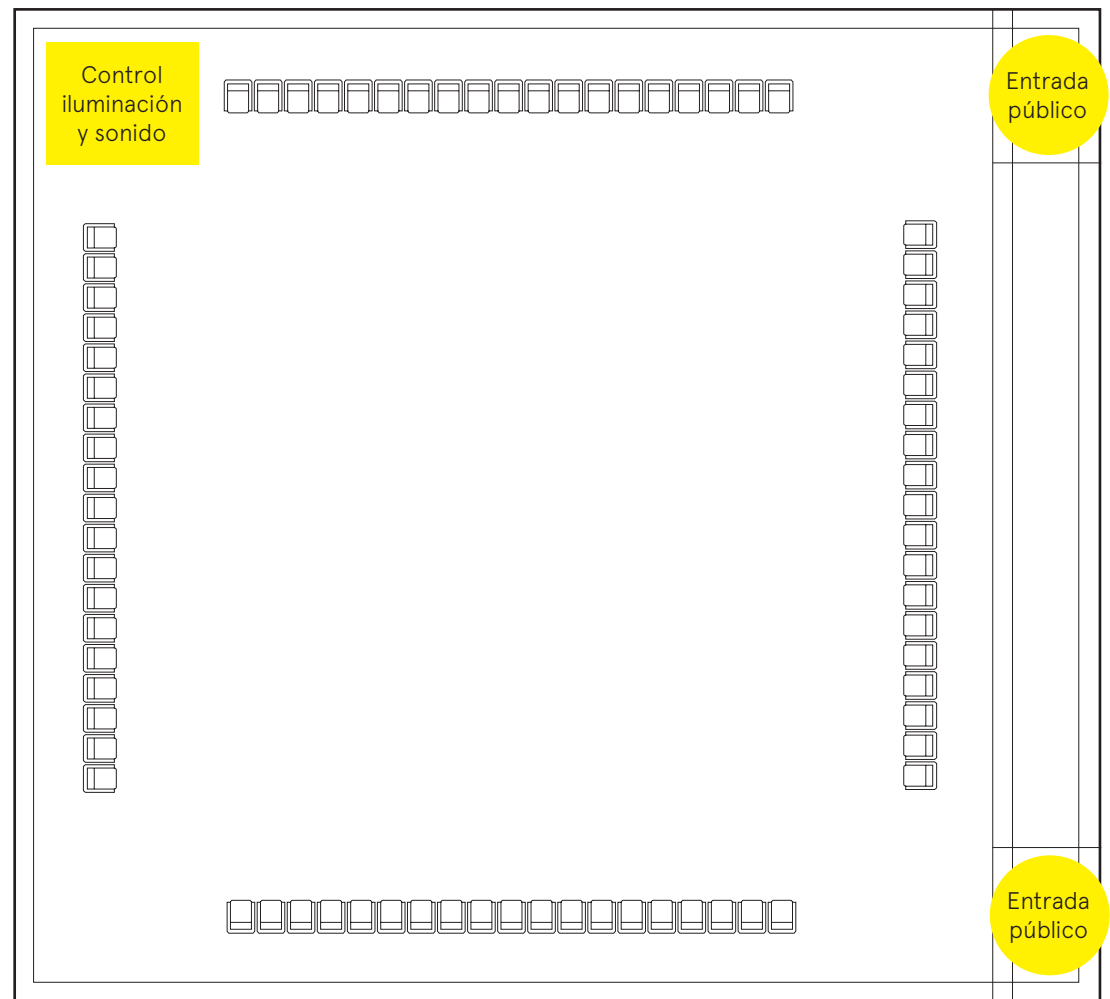 Control
iluminación
y sonido
Entrada
público
Entrada
público